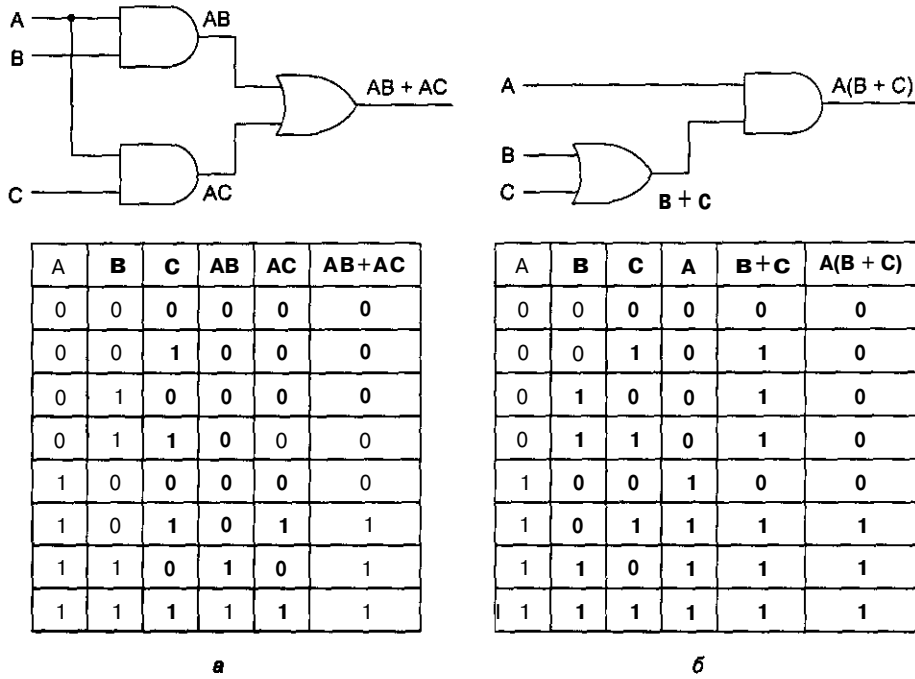 A
B
C
AB
AC
AB + AC
A
B
C
B + C
A(B + C)
A B C AB AC AB+AC
0 0 0 0 0 0
0 0 1 0 0 0
0 1 0 0 0 0
0 1 1 0 0 0
1 0 0 0 0 0
1 0 1 0 1 1
1 1 0 1 0 1
1 1 1 1 1 1
а
A B C A B+C A(B + C)
0 0 0 0 0 0
0 0 1 0 1 0
0 1 0 0 1 0
0 1 1 0 1 0
1 0 0 1 0 0
1 0 1 1 1 1
1 1 0 1 1 1
1 1 1 1 1 1
б